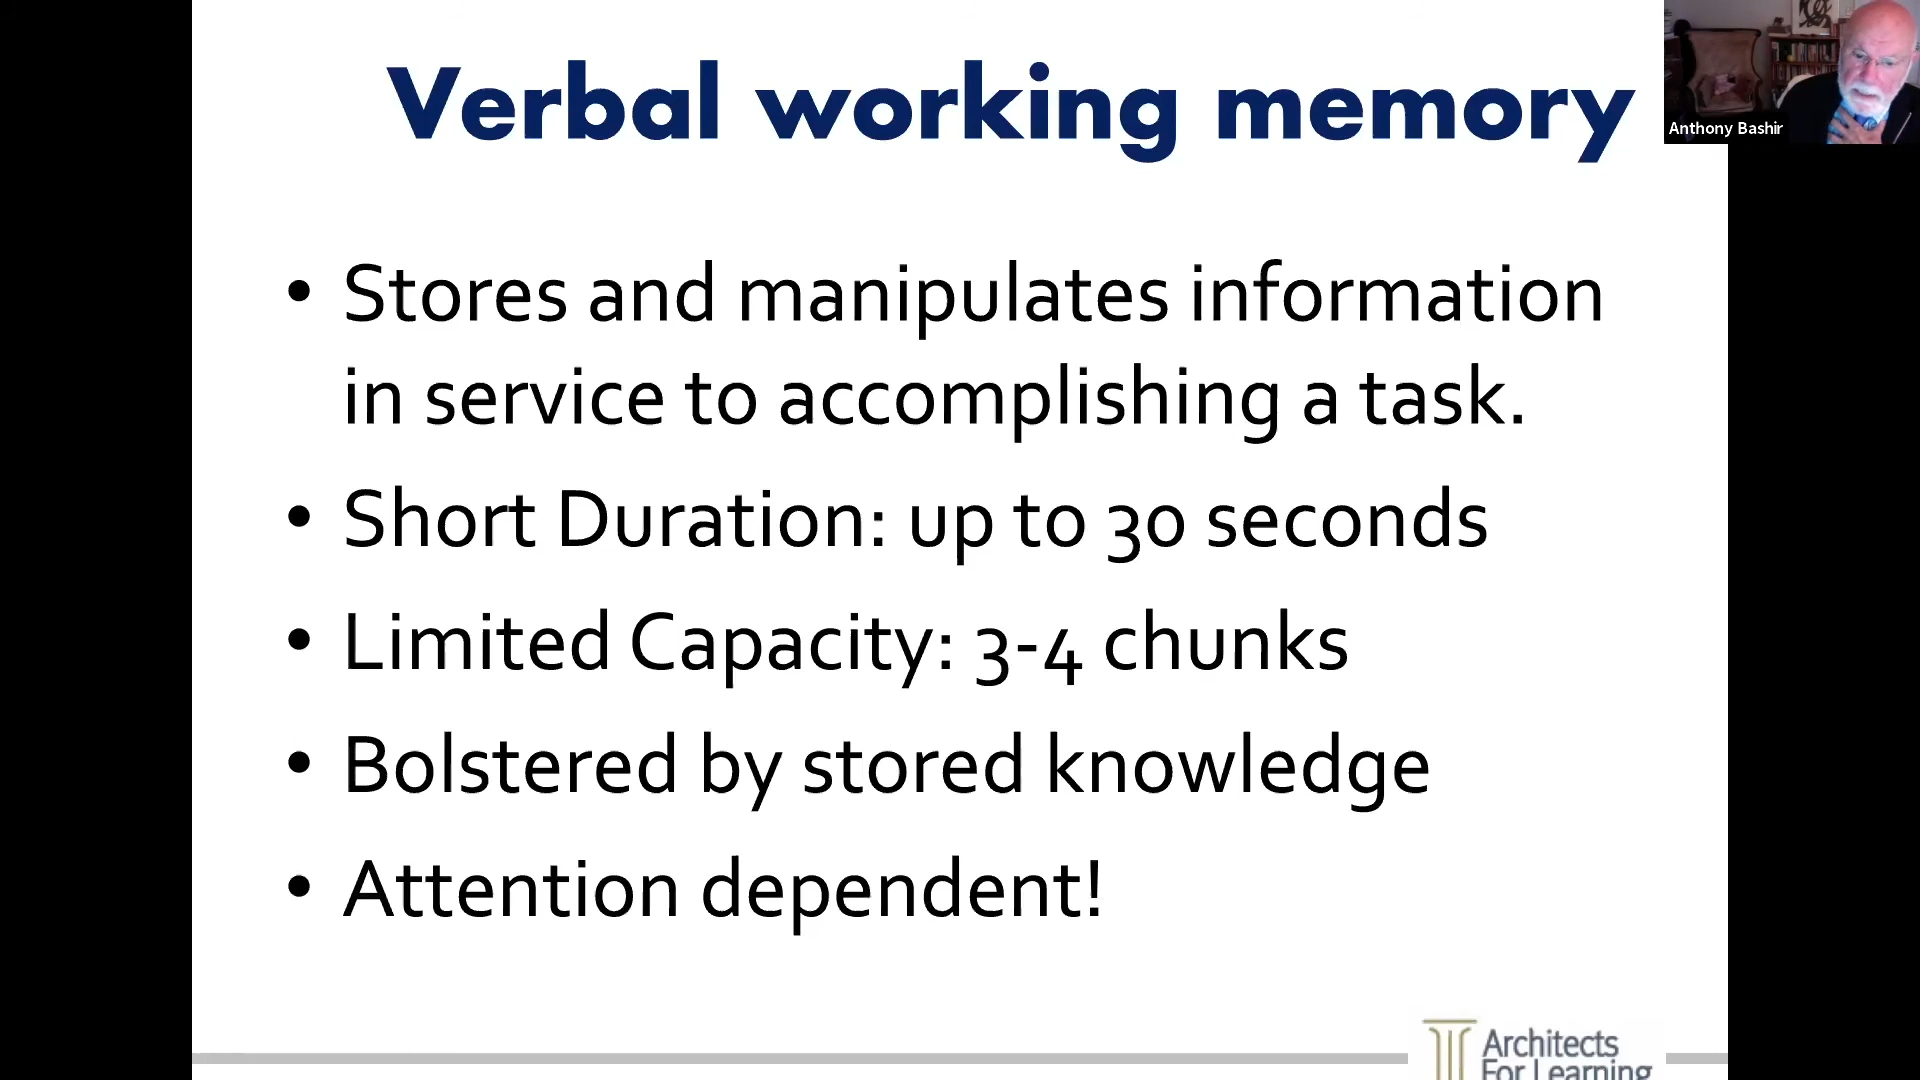 Verbal working memory
Anthony Bashir
• Stores and manipulates information
in service to accomplishing a task.
• Short Duration: up to 30 seconds
• Limited Capacity: 3-4 chunks
• Bolstered by stored knowledge
• Attention dependent!
Architects
For Learning